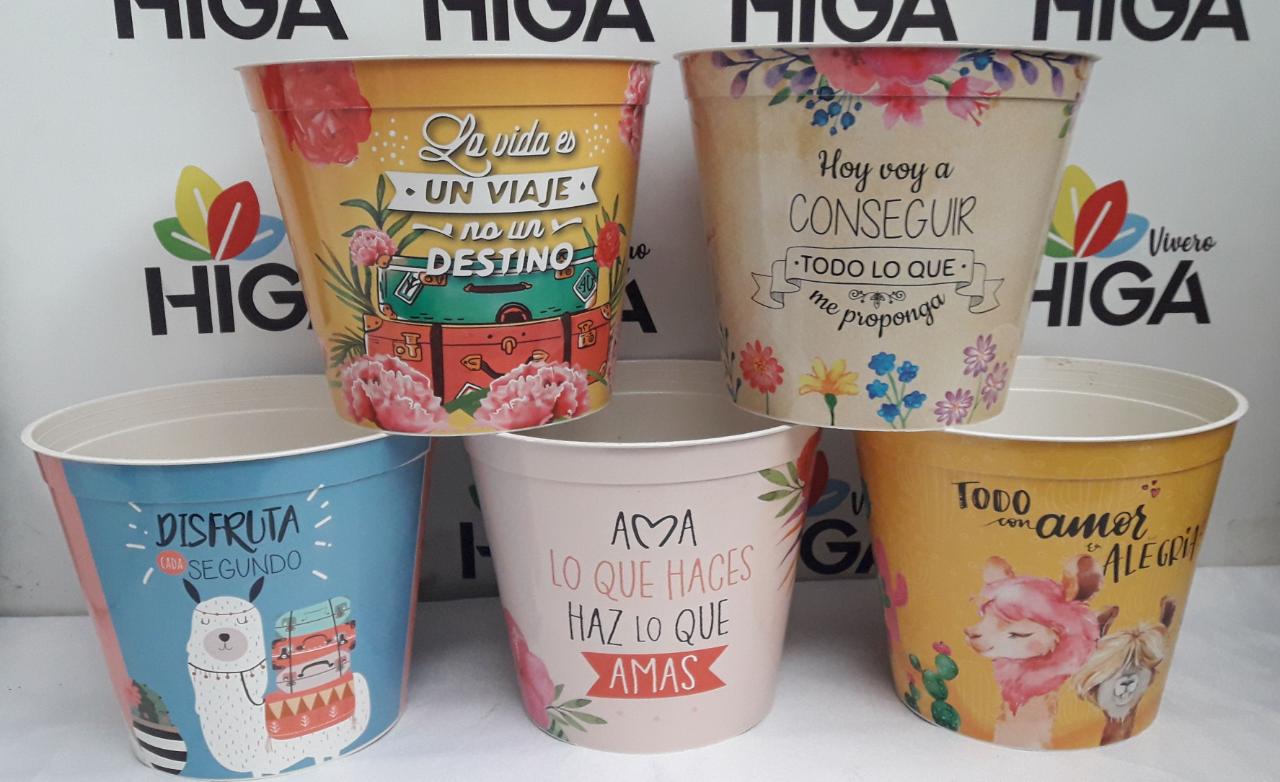 HIGA
HIGA
HIGA
HIGA
La vida es
UN VIAJE
no un
DESTINO
Hoy voy a
CONSEGUIR
TODO LO QUE
me proponga
HIGA
Vivero
HIGA
DISFRUTA
CADA
SEGUNDO
AMA
LO QUE HACES
HAZ LO QUE
AMAS
TODO
con amor
es
ALEGRÍA